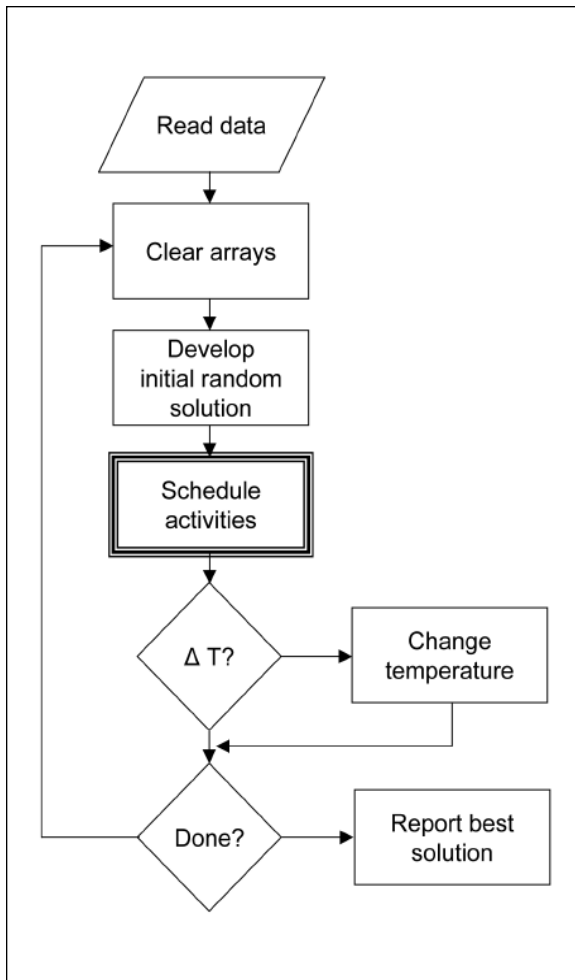 Read data
Clear arrays
Develop
initial random
solution
Schedule
activities
Δ T?
Change
temperature
Done?
Report best
solution